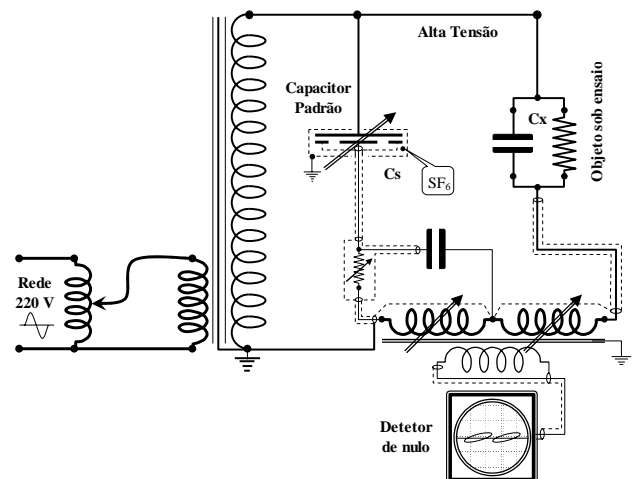 Alta Tensão
Capacitor
Padrão
Cs
SF6
Cx
Objeto sob ensaio
Rede
220 V
Detetor
de nulo